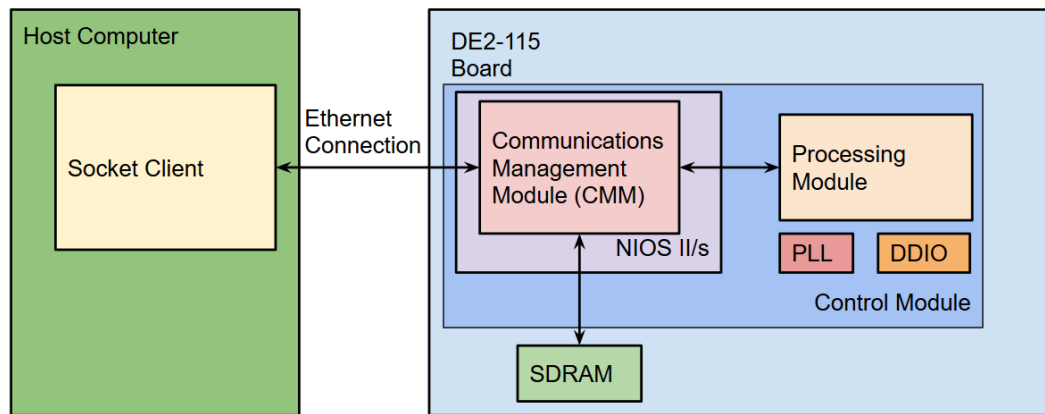 Host Computer
Socket Client
Ethernet
Connection
DE2-115
Board
Communications
Management
Module (CMM)
NIOS II/s
Processing
Module
PLL
DDIO
Control Module
SDRAM